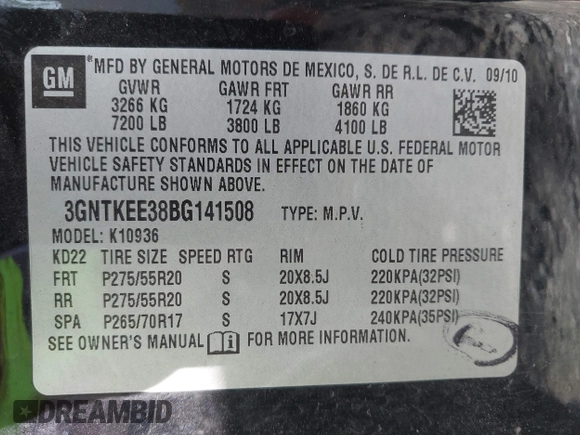 GM ® MFD BY GENERAL MOTORS DE MEXICO, S. DE R.L. DE C.V. 09/10
GVWR GAWR FRT GAWR RR
3266 KG 1724 KG 1860 KG
7200 LB 3800 LB 4100 LB
THIS VEHICLE CONFORMS TO ALL APPLICABLE U.S. FEDERAL MOTOR
VEHICLE SAFETY STANDARDS IN EFFECT ON THE DATE OF
MANUFACTURE SHOWN ABOVE.
3GNTKEE38BG141508 TYPE: M.P.V.
MODEL: K10936
KD22 TIRE SIZE SPEED RTG RIM COLD TIRE PRESSURE
FRT P275/55R20 S 20X8.5J 220KPA(32PSI)
RR P275/55R20 S 20X8.5J 220KPA(32PSI)
SPA P265/70R17 S 17X7J 240KPA(35PSI)
SEE OWNER'S MANUAL FOR MORE INFORMATION.
DREAMBID